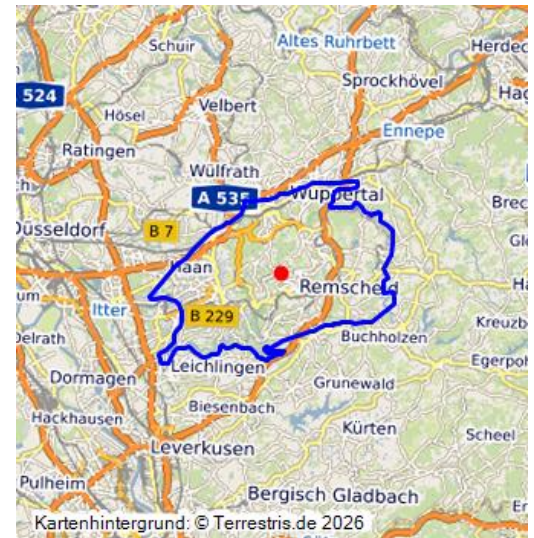 Schuir
Altes Ruhrbett
Herdec
Sprockhövel
524
Velbert
Hag
Hösel
Ennepe
Ratingen
Wülfrath
A 535
Wuppertal
Brec
Düsseldorf
B 7
Gl
Haan
Remscheid
Ha
um
Itter
B 229
Kreuzb
Buchholzen
Delrath
Leichlingen
Egerpo
Dormagen
Grunewald
Biesenbach
Hackhausen
Kürten
Scheel
Leverkusen
Pulheim
Bergisch Gladbach
Er
Kartenhintergrund: © Terrestris.de 2026